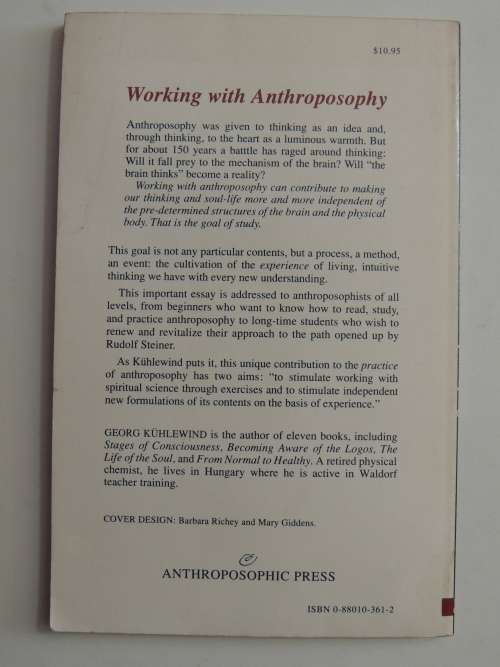 $10.95
Working with Anthroposophy
Anthroposophy was given to thinking as an idea and,
through thinking, to the heart as a luminous warmth. But
for about 150 years a batttle has raged around thinking:
Will it fall prey to the mechanism of the brain? Will “the
brain thinks” become a reality?
Working with anthroposophy can contribute to making
our thinking and soul-life more and more independent of
the pre-determined structures of the brain and the physical
body. That is the goal of study.
This goal is not any particular contents, but a process, a method,
an event: the cultivation of the experience of living, intuitive
thinking we have with every new understanding.
This important essay is addressed to anthroposophists of all
levels, from beginners who want to know how to read, study,
and practice anthroposophy to long-time students who wish to
renew and revitalize their approach to the path opened up by
Rudolf Steiner.
As Kühlewind puts it, this unique contribution to the practice
of anthroposophy has two aims: “to stimulate working with
spiritual science through exercises and to stimulate independent
new formulations of its contents on the basis of experience.”
GEORG KÜHLEWIND is the author of eleven books, including
Stages of Consciousness, Becoming Aware of the Logos, The
Life of the Soul, and From Normal to Healthy. A retired physical
chemist, he lives in Hungary where he is active in Waldorf
teacher training.
COVER DESIGN: Barbara Richey and Mary Giddens.
ANTHROPOSOPHIC PRESS
ISBN 0-88010-361-2